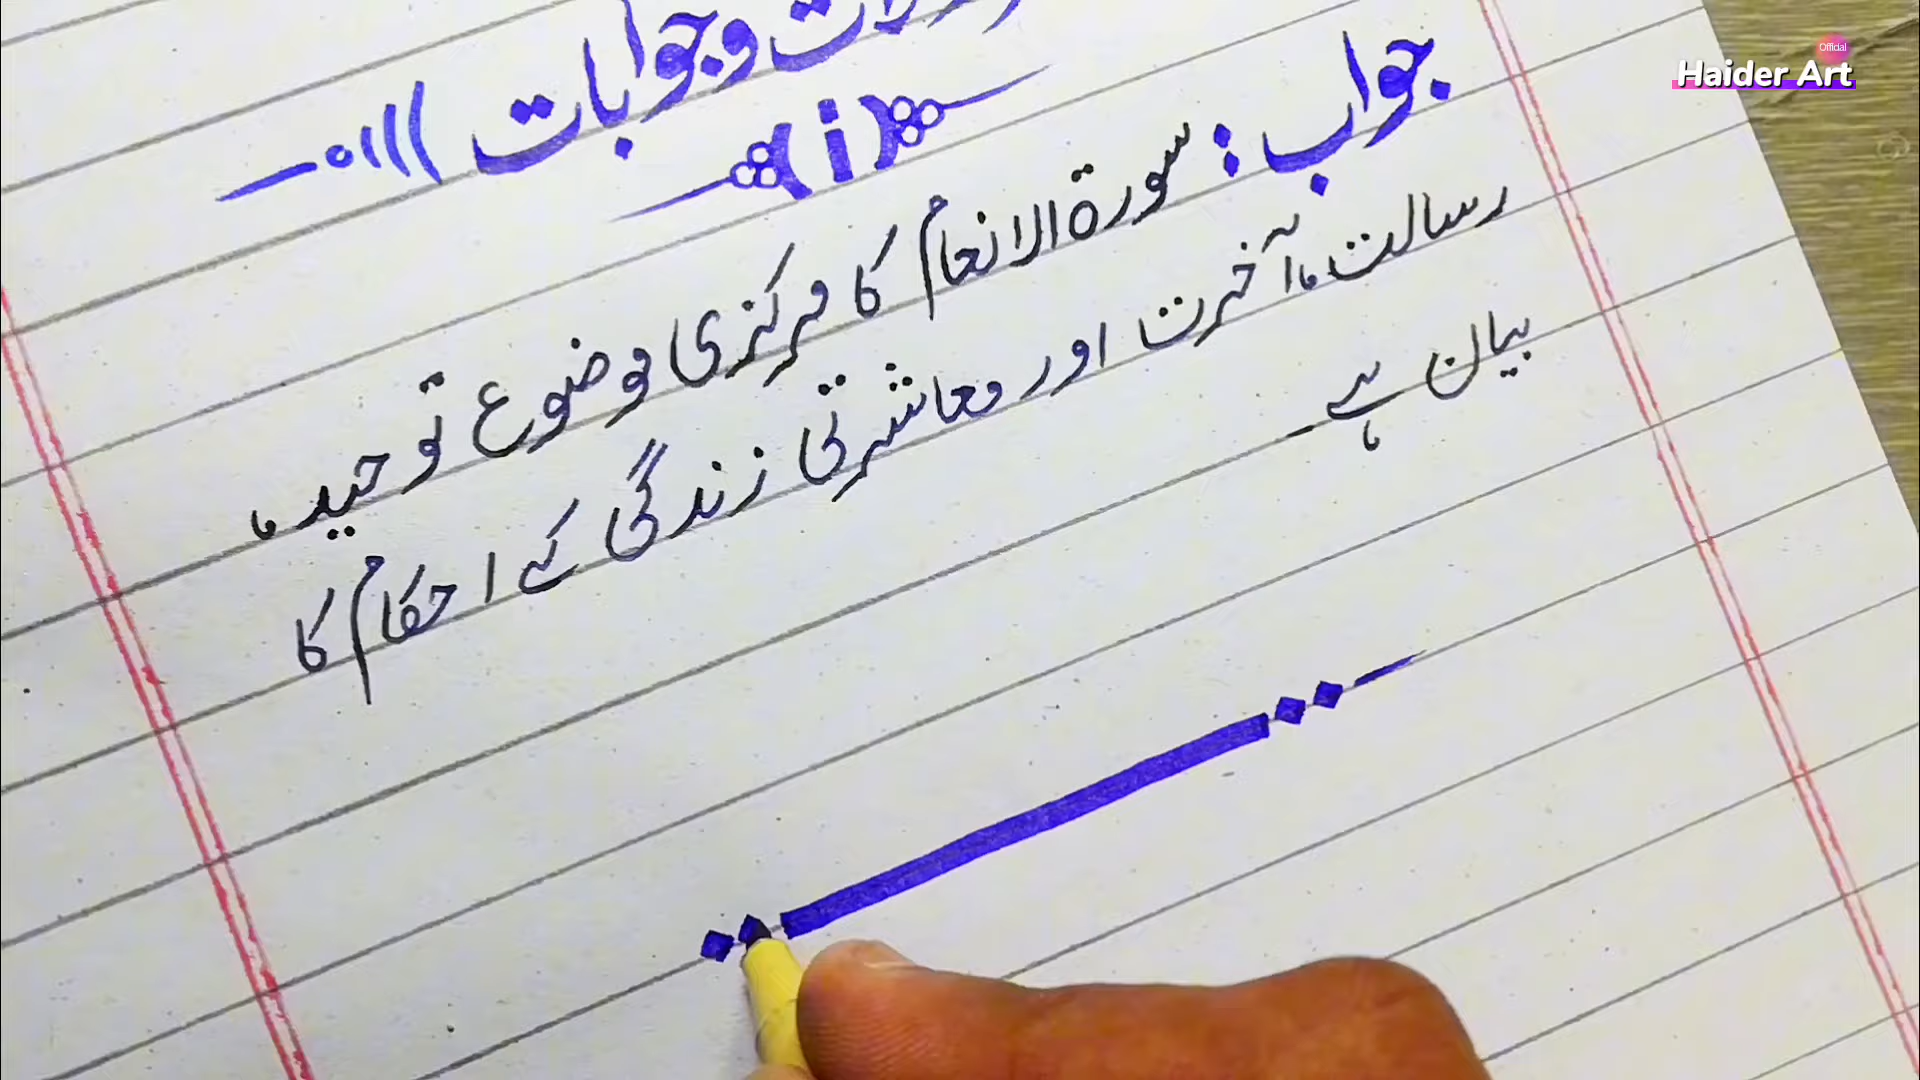 وجوابات
(i)
جواب:
سورۃ الانعام کا مرکزی موضوع توحید،
رسالت، آخرت اور معاشرتی زندگی کے احکام کا
بیان ہے۔
Official
Haider Art